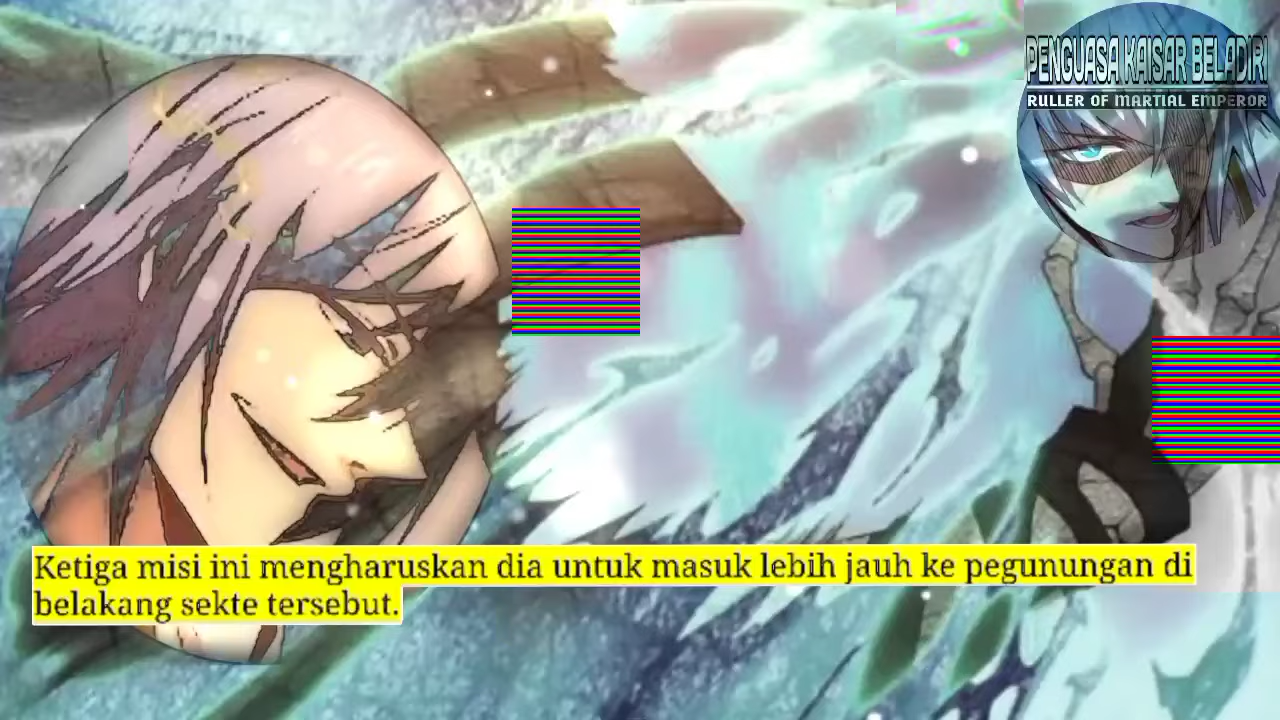 PENGUASA KAISAR BELADIRI
RULLER OF MARTIAL EMPEROR
Ketiga misi ini mengharuskan dia untuk masuk lebih jauh ke pegunungan di
belakang sekte tersebut.